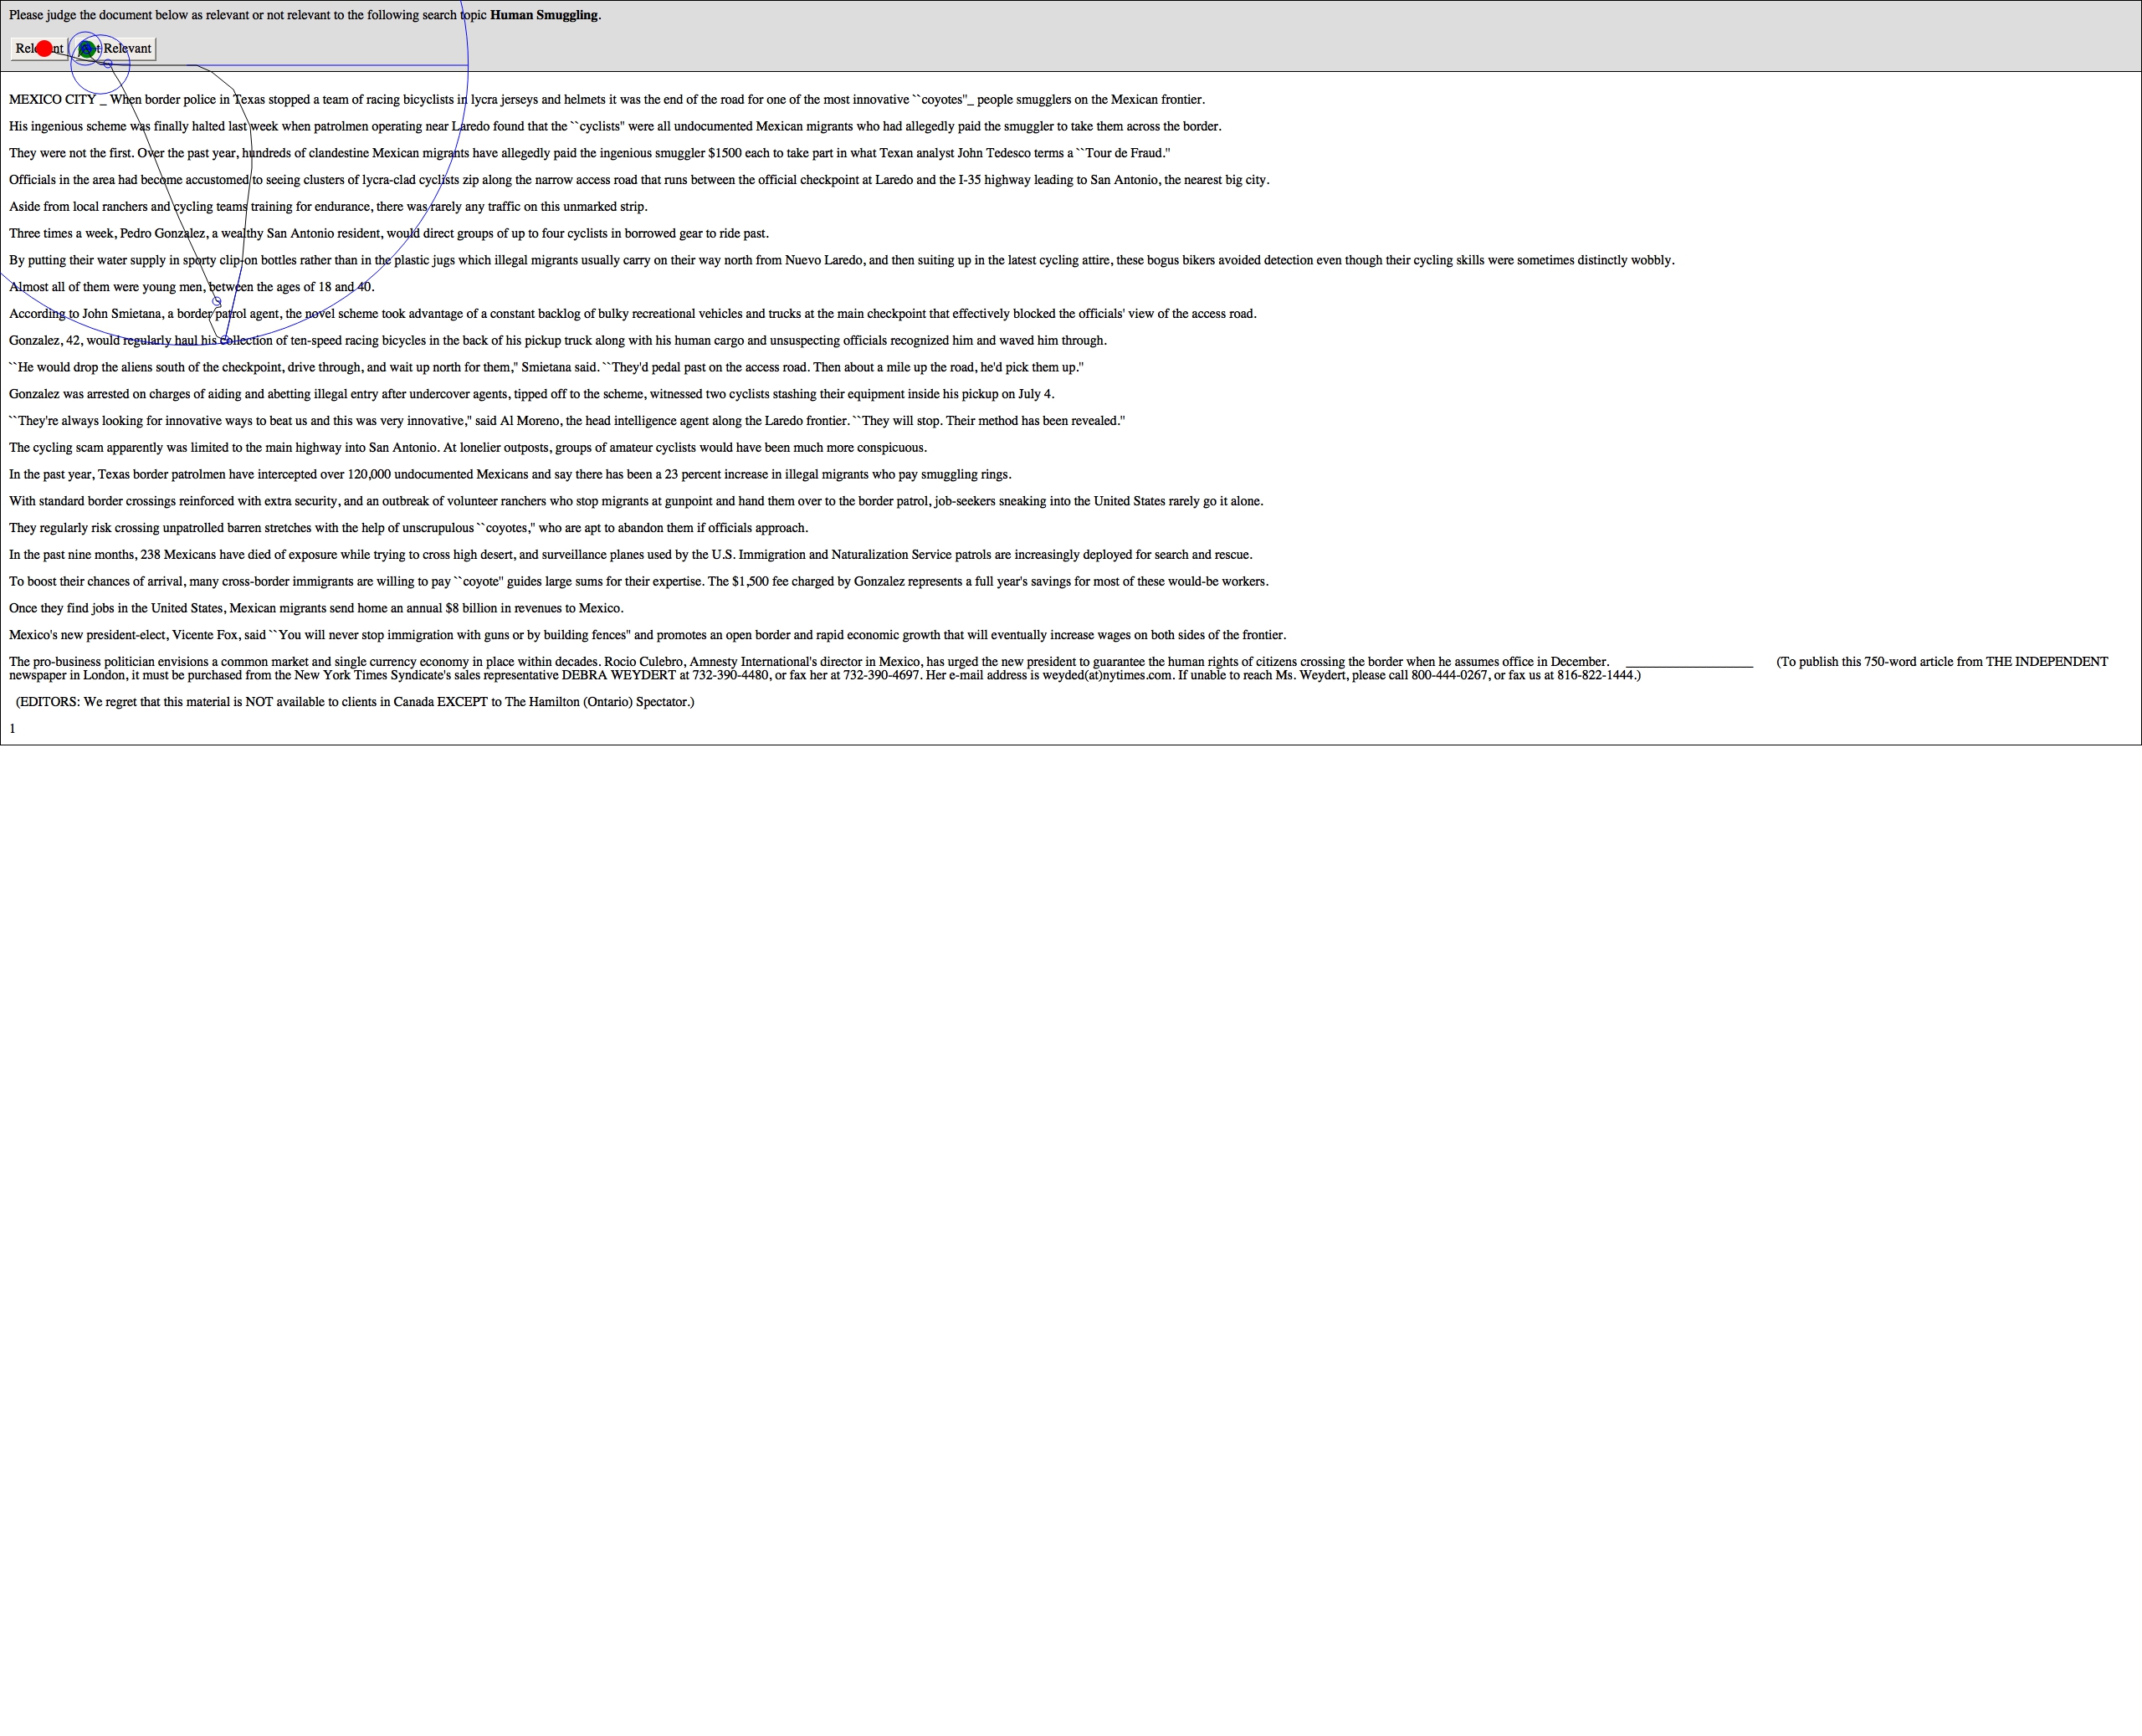 Please judge the document below as relevant or not relevant to the following search topic Human Smuggling.
Relevant Not Relevant
MEXICO CITY _ When border police in Texas stopped a team of racing bicyclists in lycra jerseys and helmets it was the end of the road for one of the most innovative ``coyotes''_ people smugglers on the Mexican frontier.
His ingenious scheme was finally halted last week when patrolmen operating near Laredo found that the ``cyclists'' were all undocumented Mexican migrants who had allegedly paid the smuggler to take them across the border.
They were not the first. Over the past year, hundreds of clandestine Mexican migrants have allegedly paid the ingenious smuggler $1500 each to take part in what Texan analyst John Tedesco terms a ``Tour de Fraud.''
Officials in the area had become accustomed to seeing clusters of lycra-clad cyclists zip along the narrow access road that runs between the official checkpoint at Laredo and the I-35 highway leading to San Antonio, the nearest big city.
Aside from local ranchers and cycling teams training for endurance, there was rarely any traffic on this unmarked strip.
Three times a week, Pedro Gonzalez, a wealthy San Antonio resident, would direct groups of up to four cyclists in borrowed gear to ride past.
By putting their water supply in sporty clip-on bottles rather than in the plastic jugs which illegal migrants usually carry on their way north from Nuevo Laredo, and then suiting up in the latest cycling attire, these bogus bikers avoided detection even though their cycling skills were sometimes distinctly wobbly.
Almost all of them were young men, between the ages of 18 and 40.
According to John Smietana, a border patrol agent, the novel scheme took advantage of a constant backlog of bulky recreational vehicles and trucks at the main checkpoint that effectively blocked the officials' view of the access road.
Gonzalez, 42, would regularly haul his collection of ten-speed racing bicycles in the back of his pickup truck along with his human cargo and unsuspecting officials recognized him and waved him through.
``He would drop the aliens south of the checkpoint, drive through, and wait up north for them,'' Smietana said. ``They'd pedal past on the access road. Then about a mile up the road, he'd pick them up.''
Gonzalez was arrested on charges of aiding and abetting illegal entry after undercover agents, tipped off to the scheme, witnessed two cyclists stashing their equipment inside his pickup on July 4.
``They're always looking for innovative ways to beat us and this was very innovative,'' said Al Moreno, the head intelligence agent along the Laredo frontier. ``They will stop. Their method has been revealed.''
The cycling scam apparently was limited to the main highway into San Antonio. At lonelier outposts, groups of amateur cyclists would have been much more conspicuous.
In the past year, Texas border patrolmen have intercepted over 120,000 undocumented Mexicans and say there has been a 23 percent increase in illegal migrants who pay smuggling rings.
With standard border crossings reinforced with extra security, and an outbreak of volunteer ranchers who stop migrants at gunpoint and hand them over to the border patrol, job-seekers sneaking into the United States rarely go it alone.
They regularly risk crossing unpatrolled barren stretches with the help of unscrupulous ``coyotes,'' who are apt to abandon them if officials approach.
In the past nine months, 238 Mexicans have died of exposure while trying to cross high desert, and surveillance planes used by the U.S. Immigration and Naturalization Service patrols are increasingly deployed for search and rescue.
To boost their chances of arrival, many cross-border immigrants are willing to pay ``coyote'' guides large sums for their expertise. The $1,500 fee charged by Gonzalez represents a full year's savings for most of these would-be workers.
Once they find jobs in the United States, Mexican migrants send home an annual $8 billion in revenues to Mexico.
Mexico's new president-elect, Vicente Fox, said ``You will never stop immigration with guns or by building fences'' and promotes an open border and rapid economic growth that will eventually increase wages on both sides of the frontier.
The pro-business politician envisions a common market and single currency economy in place within decades. Rocio Culebro, Amnesty International's director in Mexico, has urged the new president to guarantee the human rights of citizens crossing the border when he assumes office in December. ___________________ (To publish this 750-word article from THE INDEPENDENT
newspaper in London, it must be purchased from the New York Times Syndicate's sales representative DEBRA WEYDERT at 732-390-4480, or fax her at 732-390-4697. Her e-mail address is weyded(at)nytimes.com. If unable to reach Ms. Weydert, please call 800-444-0267, or fax us at 816-822-1444.)
(EDITORS: We regret that this material is NOT available to clients in Canada EXCEPT to The Hamilton (Ontario) Spectator.)
1